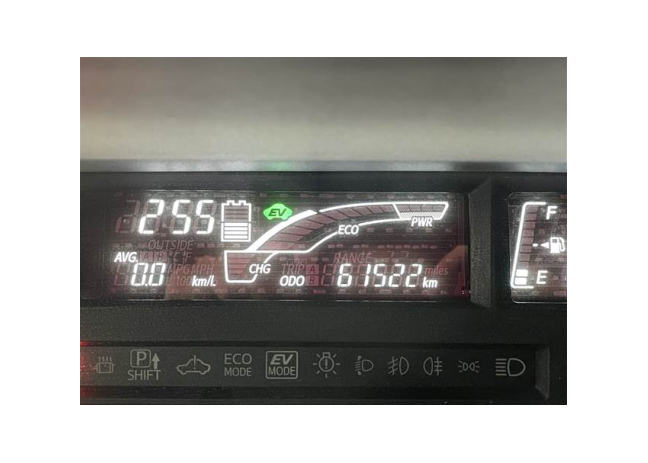 2:55
EV
F
ECO
PWR
OUTSIDE
AVG.
CHG
TRIP A
RANGE
miles
E
0.0
km/L
ODO
B
61522
km
P
SHIFT
ECO
MODE
EV
MODE